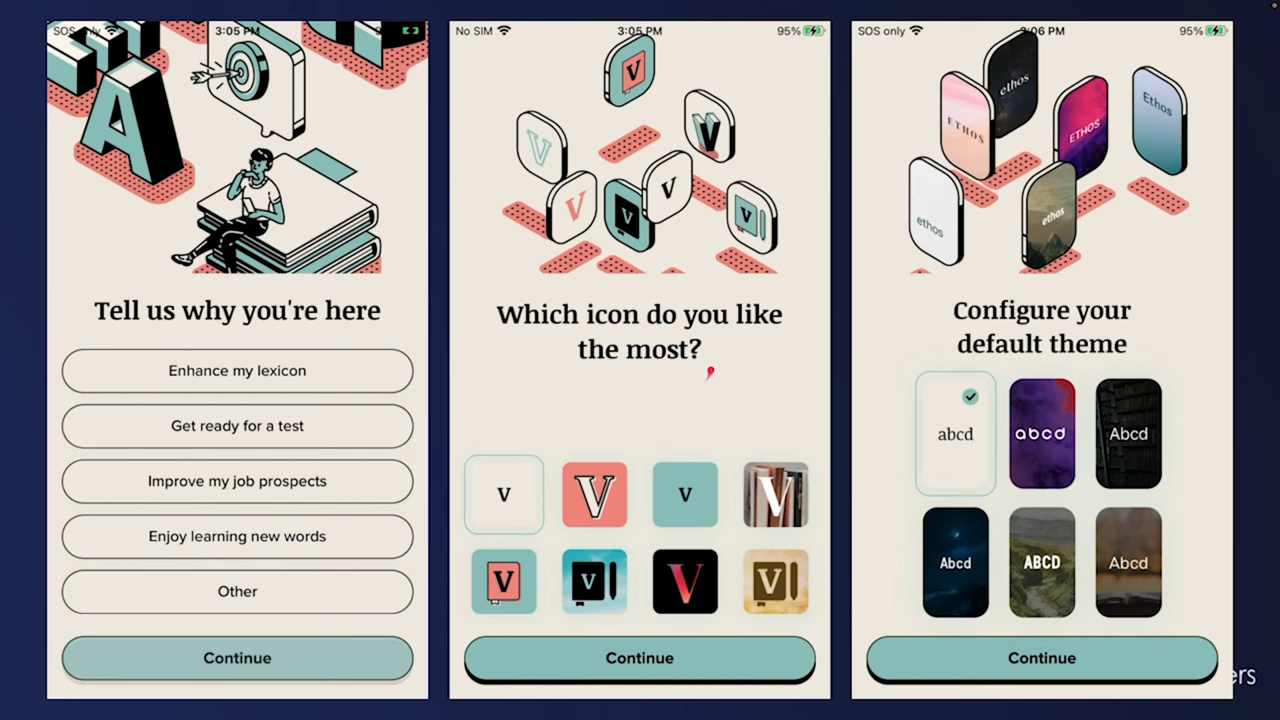 SOS only
3:05 PM
A
Tell us why you're here
Enhance my lexicon
Get ready for a test
Improve my job prospects
Enjoy learning new words
Other
Continue
No SIM
3:05 PM
95%
V
V
V
V
V
V
V
Which icon do you like
the most?
V
V
V
V
V
V
V
V
Continue
SOS only
3:06 PM
95%
ethos
ETHOS
ETHOS
Ethos
ethos
ethos
Configure your
default theme
abcd
abcd
Abcd
Abcd
ABCD
Abcd
Continue
ers